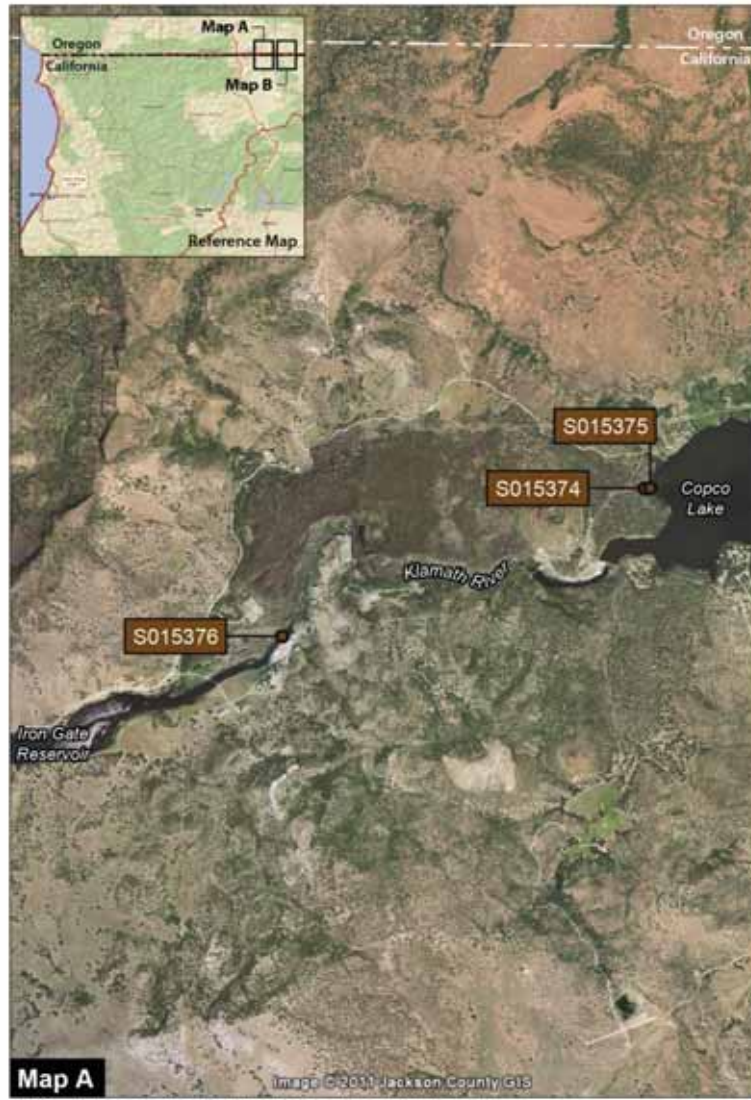 Map A
Oregon
California
Map B
Reference Map
Oregon
California
S015375
S015374
Copco
Lake
Klamath River
S015376
Iron Gate
Reservoir
Map A
Image © 2011 Jackson County GIS